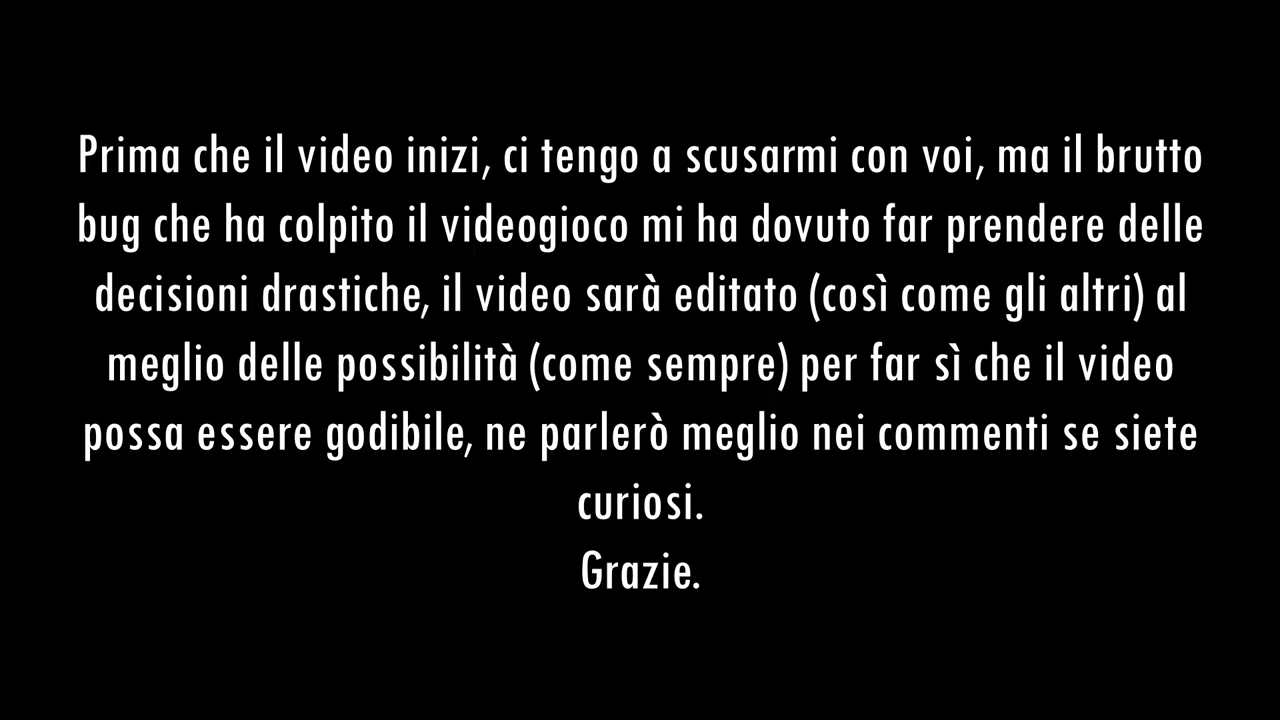 Prima che il video inizi, ci tengo a scusarmi con voi, ma il brutto
bug che ha colpito il videogioco mi ha dovuto far prendere delle
decisioni drastiche, il video sarà editato (così come gli altri) al
meglio delle possibilità (come sempre) per far sì che il video
possa essere godibile, ne parlerò meglio nei commenti se siete
curiosi.
Grazie.